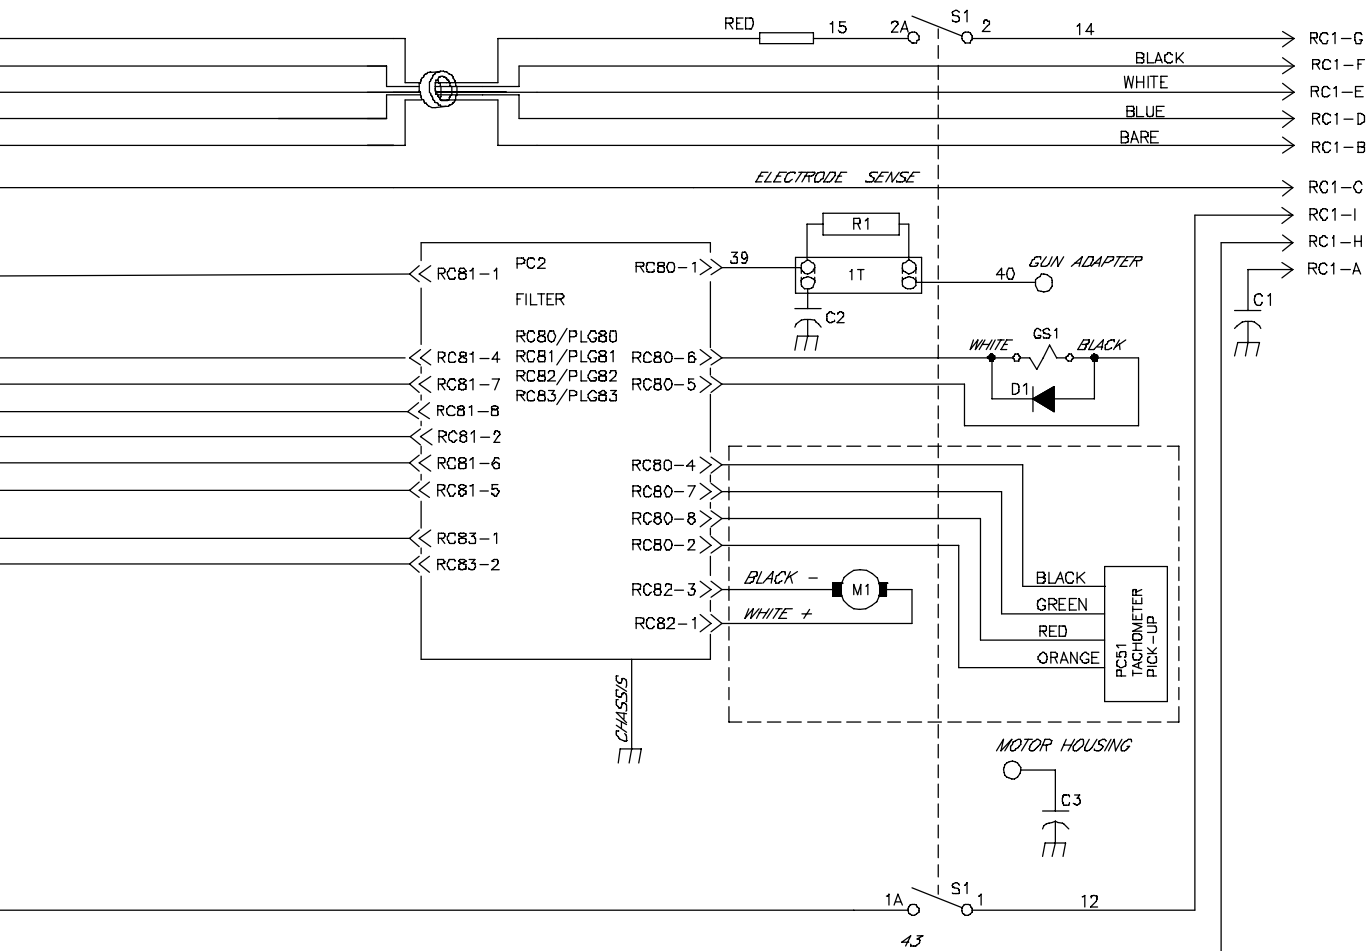 RED 15 2A S1 2 14 RC1-G
BLACK RC1-F
WHITE RC1-E
BLUE RC1-D
BARE RC1-B
ELECTRODE SENSE RC1-C
RC1-I
RC1-H
RC1-A
R1
RC81-1 PC2 RC80-1 39 1T 40 GUN ADAPTER
FILTER
C2 C1
RC80/PLG80
RC81/PLG81
RC82/PLG82
RC83/PLG83
RC81-4 RC80-6 WHITE GS1 BLACK
RC81-7 RC80-5 D1
RC81-8
RC81-2
RC81-6 RC80-4
RC81-5 RC80-7
RC80-8
RC83-1 RC80-2
RC83-2
RC82-3 BLACK - M1
RC82-1 WHITE +
BLACK
GREEN
RED
ORANGE
PC51
TACHOMETER
PICK-UP
CHASSIS
MOTOR HOUSING
C3
1A S1 1 12
43